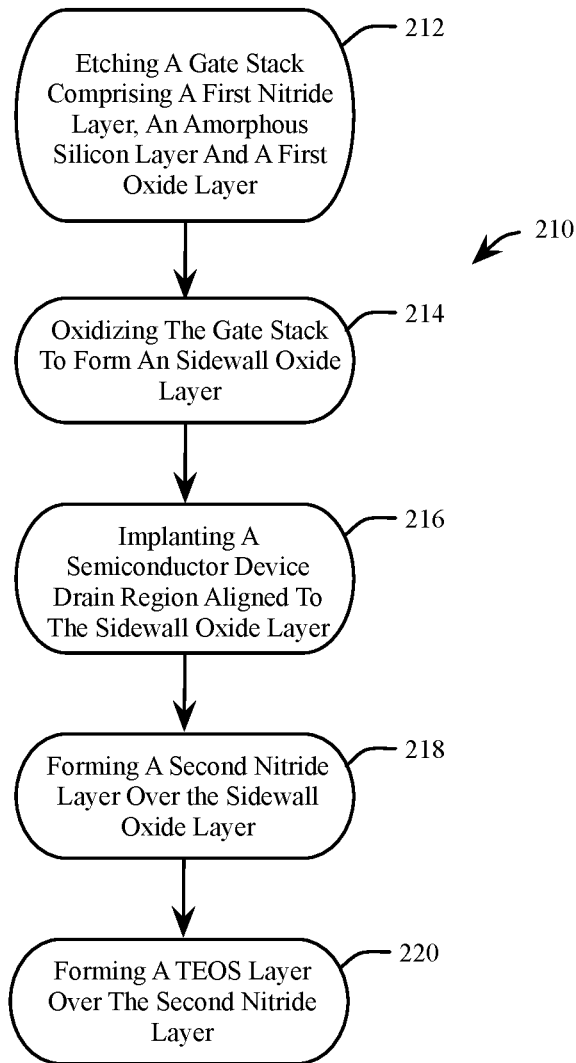 212
Etching A Gate Stack
Comprising A First Nitride
Layer, An Amorphous
Silicon Layer And A First
Oxide Layer
210
214
Oxidizing The Gate Stack
To Form An Sidewall Oxide
Layer
216
Implanting A
Semiconductor Device
Drain Region Aligned To
The Sidewall Oxide Layer
218
Forming A Second Nitride
Layer Over the Sidewall
Oxide Layer
220
Forming A TEOS Layer
Over The Second Nitride
Layer